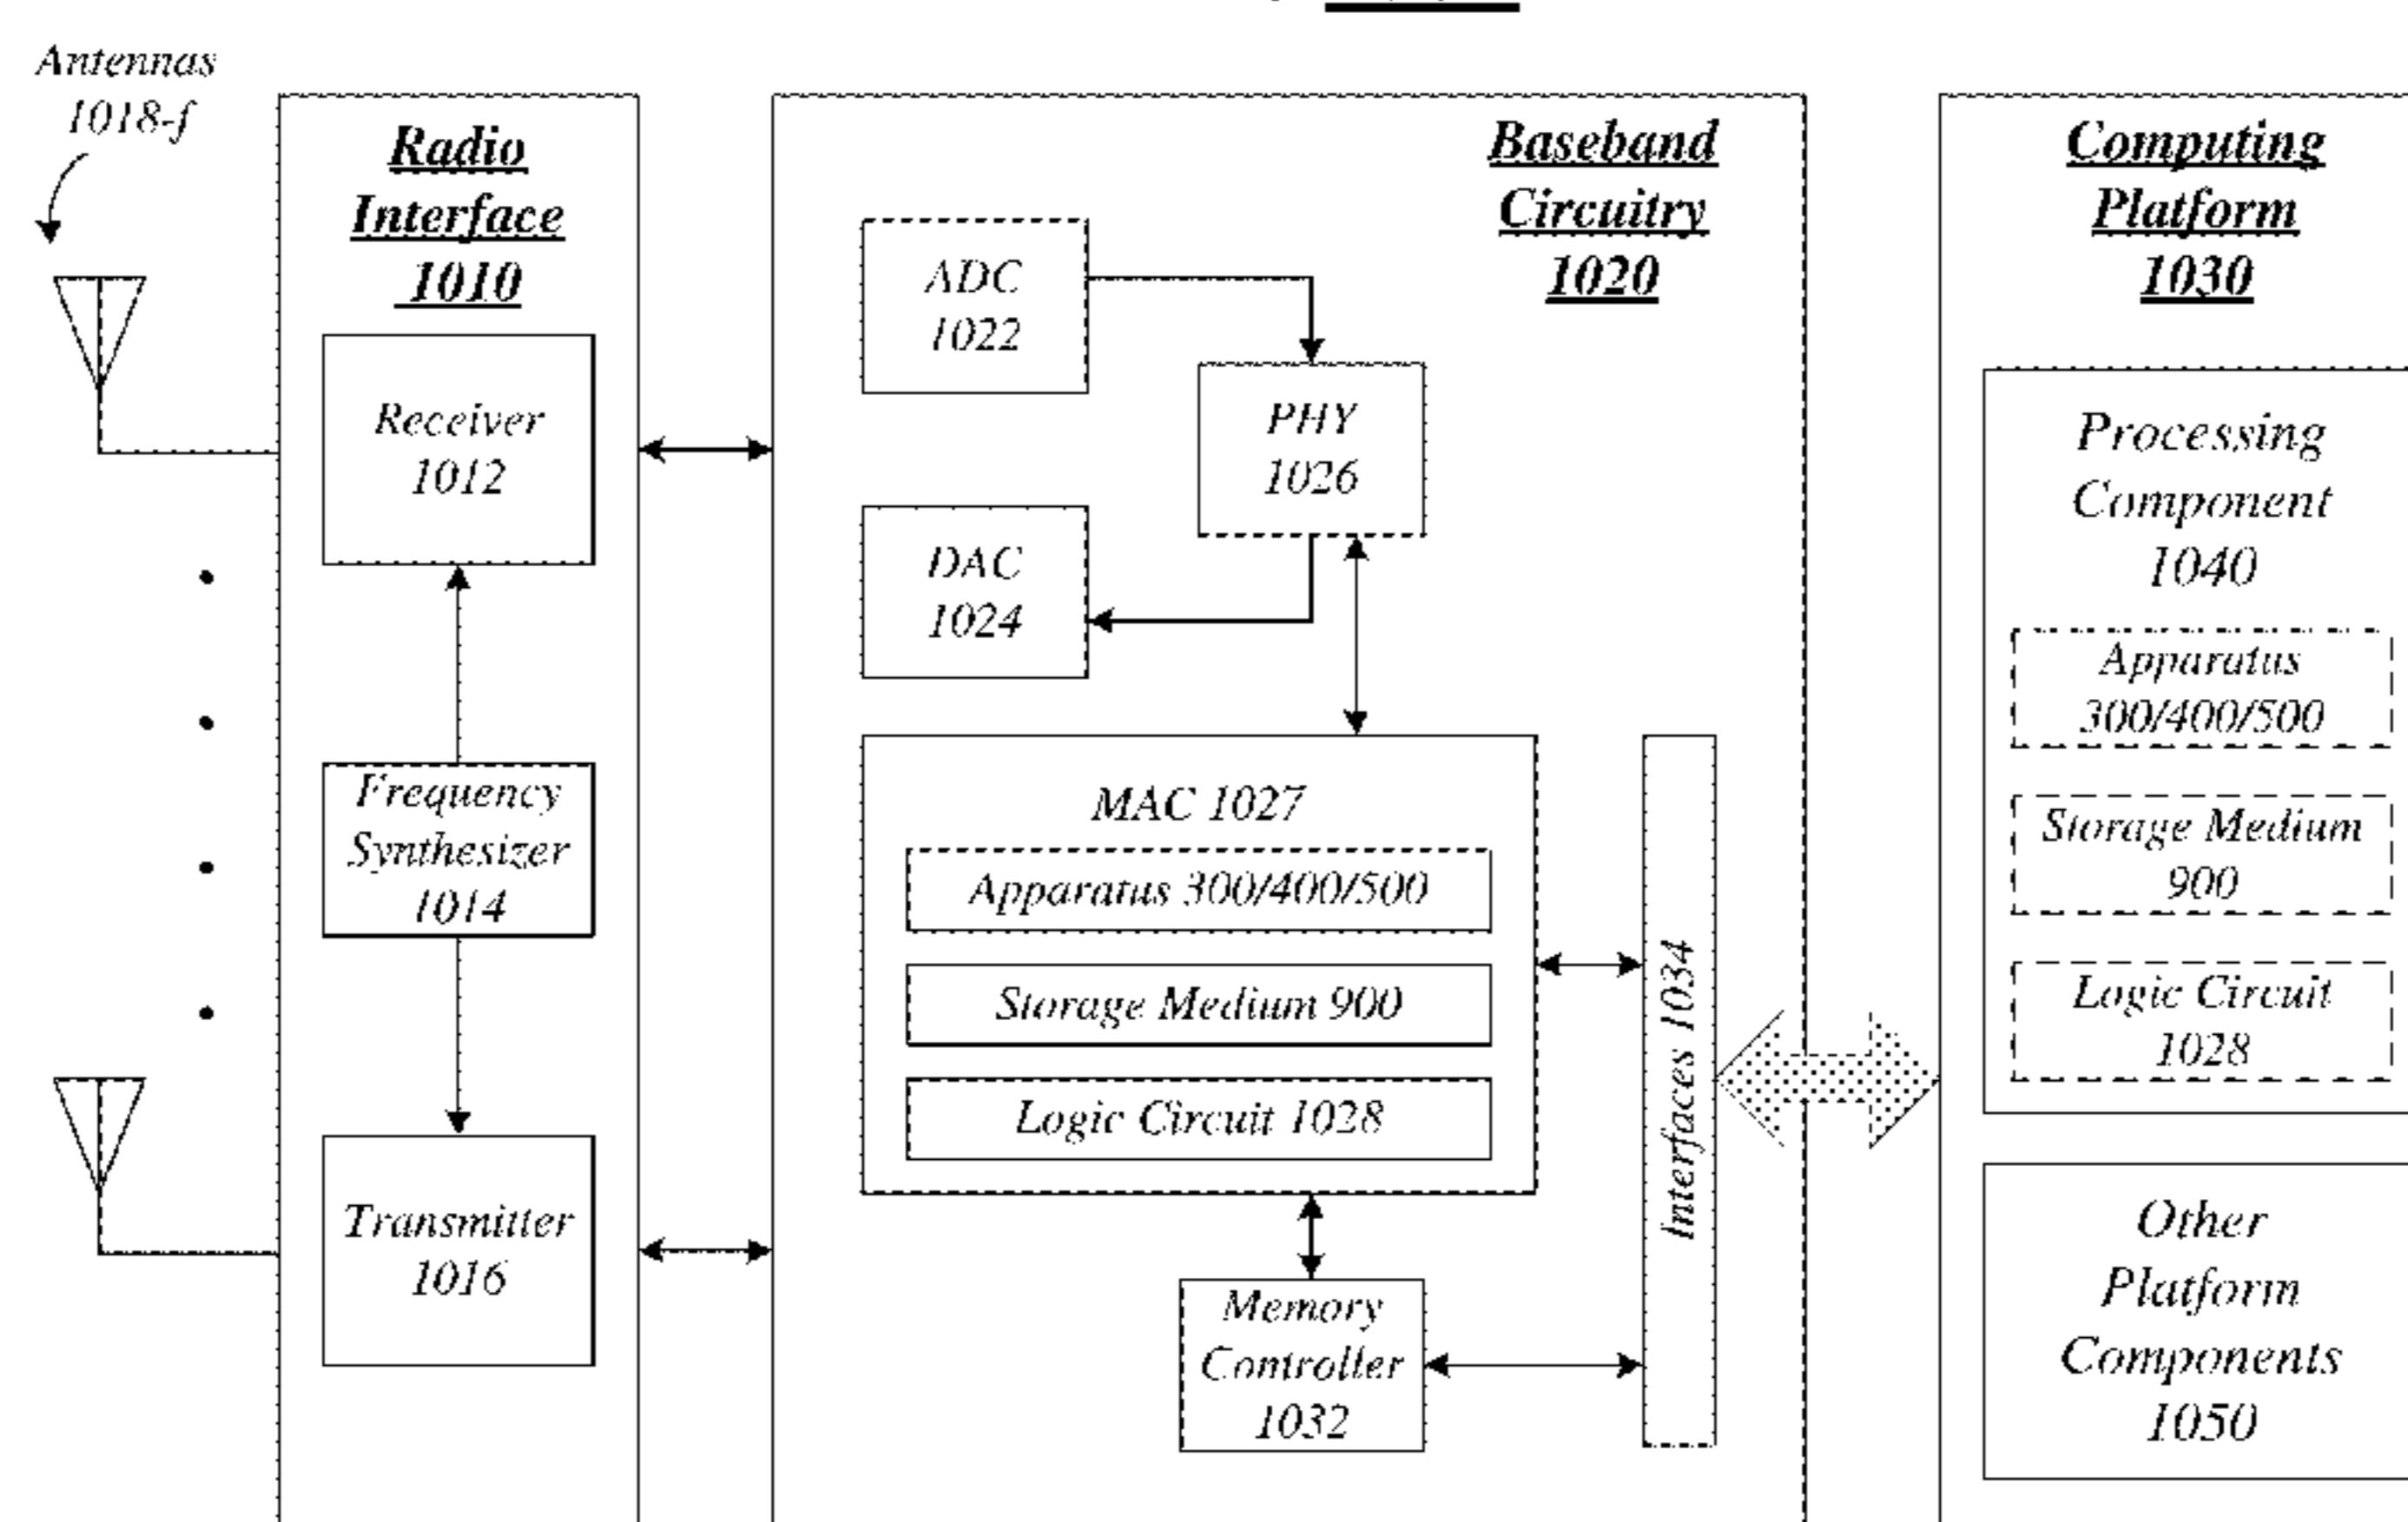 Antennas
1018-f
Radio
Interface
1010
Receiver
1012
Frequency
Synthesizer
1014
Transmitter
1016
Baseband
Circuitry
1020
ADC
1022
PHY
1026
DAC
1024
MAC 1027
Apparatus 300/400/500
Storage Medium 900
Logic Circuit 1028
Interfaces 1034
Memory
Controller
1032
Computing
Platform
1030
Processing
Component
1040
Apparatus
300/400/500
Storage Medium
900
Logic Circuit
1028
Other
Platform
Components
1050